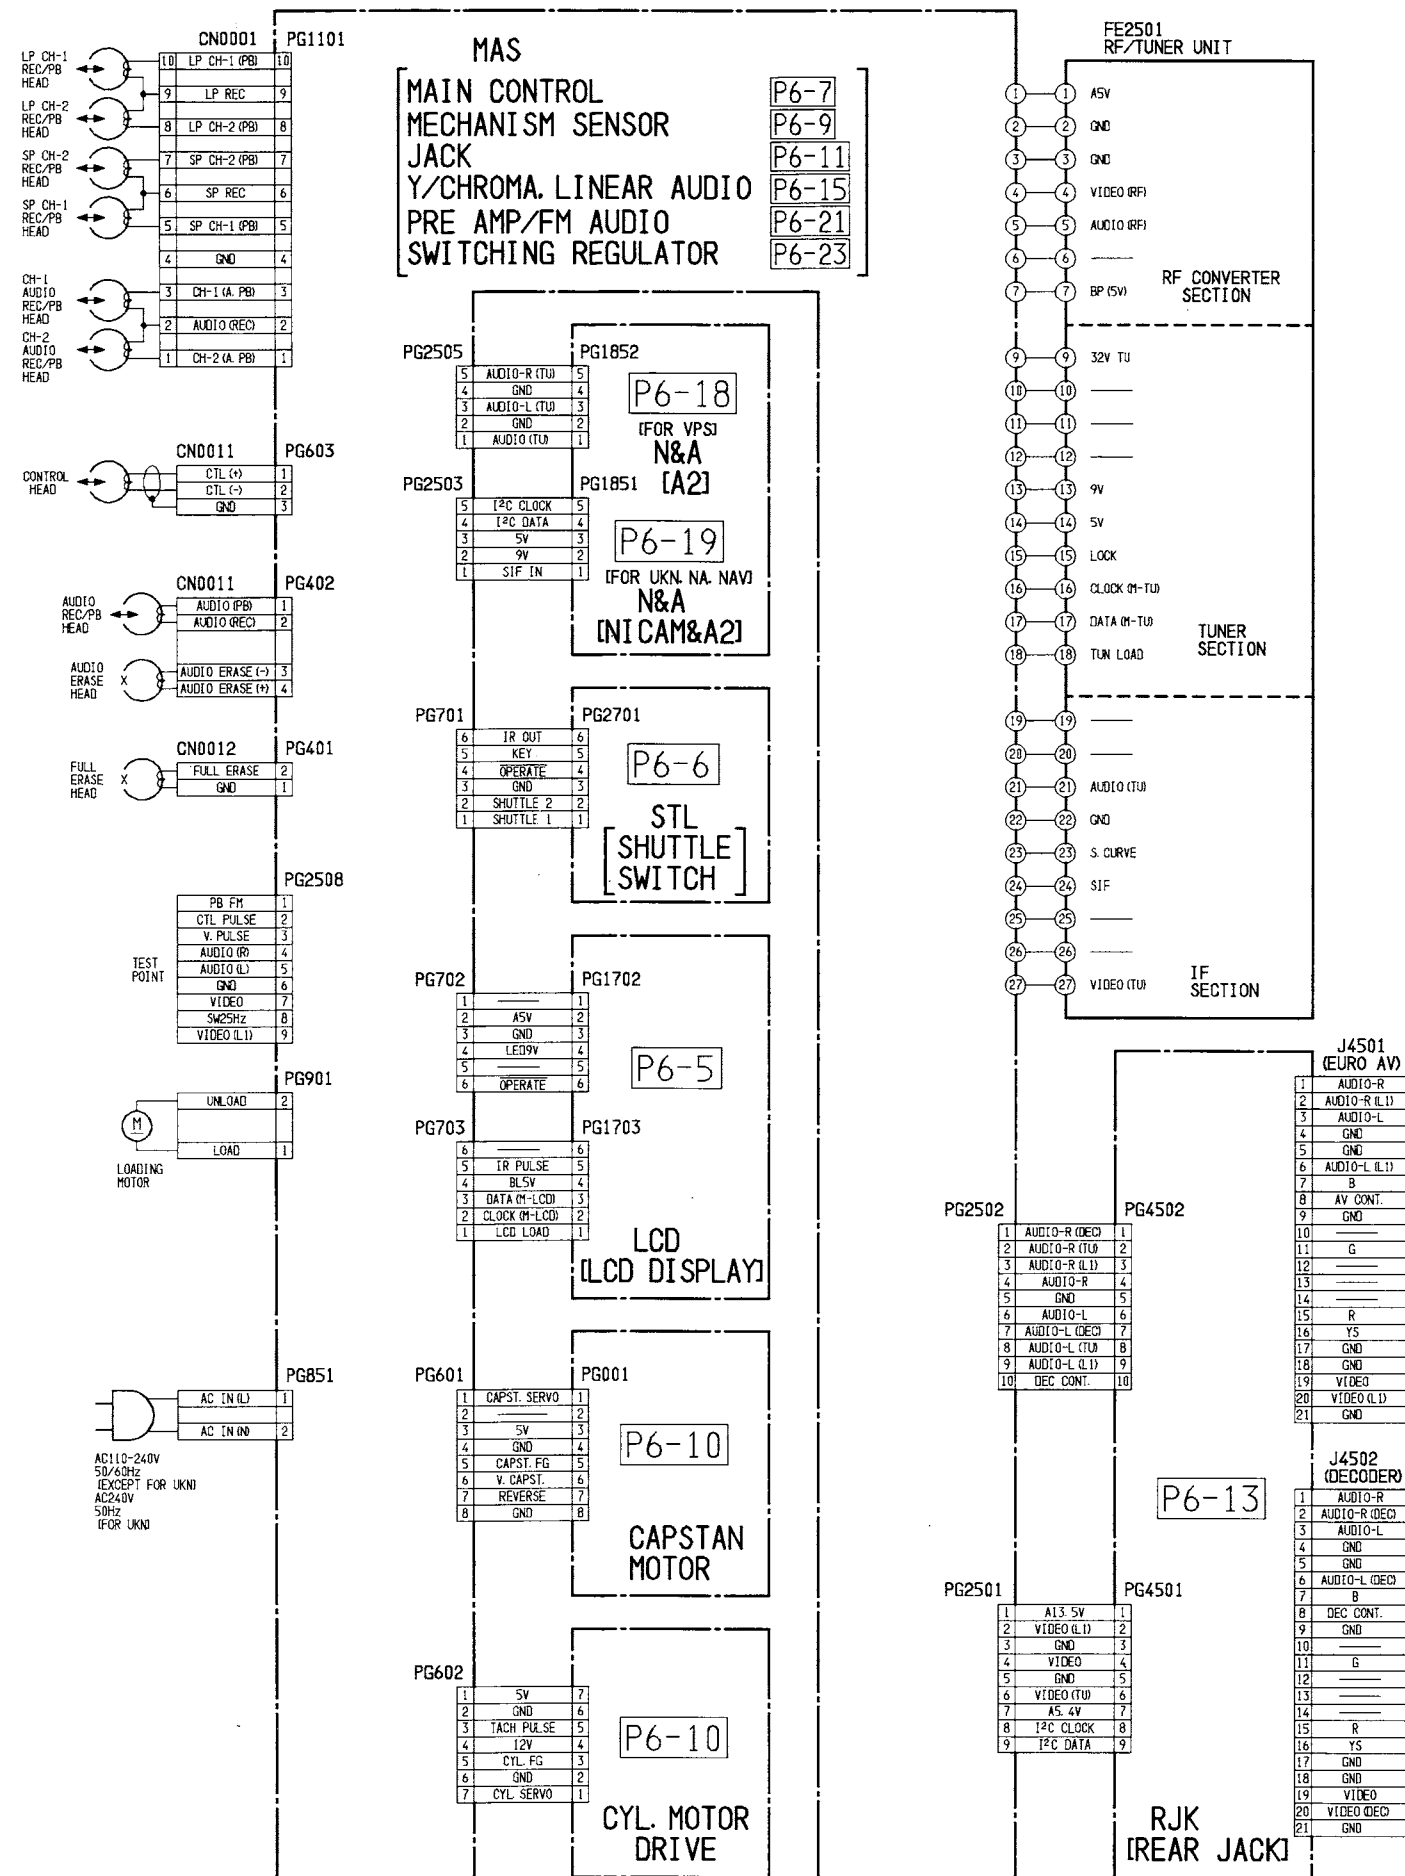 CN0001 PG1101
LP CH-1
REC/PB
HEAD
LP CH-2
REC/PB
HEAD
SP CH-2
REC/PB
HEAD
SP CH-1
REC/PB
HEAD
CH-1
AUDIO
REC/PB
HEAD
CH-2
AUDIO
REC/PB
HEAD
10 LP CH-1 (PB) 10
9 LP REC 9
8 LP CH-2 (PB) 8
7 SP CH-2 (PB) 7
6 SP REC 6
5 SP CH-1 (PB) 5
4 GND 4
3 CH-1 (A. PB) 3
2 AUDIO (REC) 2
1 CH-2 (A. PB) 1
CN0011 PG603
CONTROL
HEAD
CTL (+) 1
CTL (-) 2
GND 3
CN0011 PG402
AUDIO
REC/PB
HEAD
AUDIO (PB) 1
AUDIO (REC) 2
AUDIO
ERASE
HEAD
AUDIO ERASE (-) 3
AUDIO ERASE (+) 4
CN0012 PG401
FULL
ERASE
HEAD
FULL ERASE 2
GND 1
PG2508
TEST
POINT
PB FM 1
CTL PULSE 2
V. PULSE 3
AUDIO (R) 4
AUDIO (L) 5
GND 6
VIDEO 7
SW25Hz 8
VIDEO (L1) 9
PG901
UNLOAD 2
M
LOAD 1
LOADING
MOTOR
PG851
AC IN (L) 1
AC IN (N) 2
AC110-240V
50/60Hz
[EXCEPT FOR UKN]
AC240V
50Hz
[FOR UKN]
MAS
MAIN CONTROL P6-7
MECHANISM SENSOR P6-9
JACK P6-11
Y/CHROMA. LINEAR AUDIO P6-15
PRE AMP/FM AUDIO P6-21
SWITCHING REGULATOR P6-23
PG2505 PG1852
5 AUDIO-R (TU) 5
4 GND 4
3 AUDIO-L (TU) 3
2 GND 2
1 AUDIO (TU) 1
P6-18
[FOR VPS]
N&A
[A2]
PG2503 PG1851
5 I²C CLOCK 5
4 I²C DATA 4
3 5V 3
2 9V 2
1 SIF IN 1
P6-19
[FOR UKN. NA. NAV]
N&A
[NICAM&A2]
PG701 PG2701
6 IR OUT 6
5 KEY 5
4 OPERATE 4
3 GND 3
2 SHUTTLE 2 2
1 SHUTTLE 1 1
P6-6
STL
[SHUTTLE
SWITCH]
PG702 PG1702
1 —— 1
2 A5V 2
3 GND 3
4 LED9V 4
5 —— 5
6 OPERATE 6
P6-5
PG703 PG1703
6 —— 6
5 IR PULSE 5
4 BL5V 4
3 DATA (M-LCD) 3
2 CLOCK (M-LCD) 2
1 LCD LOAD 1
LCD
[LCD DISPLAY]
PG601 PG001
1 CAPST. SERVO 1
2 —— 2
3 5V 3
4 GND 4
5 CAPST. FG 5
6 V. CAPST. 6
7 REVERSE 7
8 GND 8
P6-10
CAPSTAN
MOTOR
PG602
1 5V 7
2 GND 6
3 TACH PULSE 5
4 12V 4
5 CYL. FG 3
6 GND 2
7 CYL. SERVO 1
P6-10
CYL. MOTOR
DRIVE
FE2501
RF/TUNER UNIT
1 1 A5V
2 2 GND
3 3 GND
4 4 VIDEO (RF)
5 5 AUDIO (RF)
6 6 ——
7 7 BP (5V)
RF CONVERTER
SECTION
9 9 32V TU
10 10 ——
11 11 ——
12 12 ——
13 13 9V
14 14 5V
15 15 LOCK
16 16 CLOCK (M-TU)
17 17 DATA (M-TU)
18 18 TUN LOAD
TUNER
SECTION
19 19 ——
20 20 ——
21 21 AUDIO (TU)
22 22 GND
23 23 S. CURVE
24 24 SIF
25 25 ——
26 26 ——
27 27 VIDEO (TU)
IF
SECTION
PG2502 PG4502
1 AUDIO-R (DEC) 1
2 AUDIO-R (TU) 2
3 AUDIO-R (L1) 3
4 AUDIO-R 4
5 GND 5
6 AUDIO-L 6
7 AUDIO-L (DEC) 7
8 AUDIO-L (TU) 8
9 AUDIO-L (L1) 9
10 DEC CONT. 10
P6-13
PG2501 PG4501
1 A13. 5V 1
2 VIDEO (L1) 2
3 GND 3
4 VIDEO 4
5 GND 5
6 VIDEO (TU) 6
7 A5. 4V 7
8 I²C CLOCK 8
9 I²C DATA 9
RJK
[REAR JACK]
J4501
(EURO AV)
1 AUDIO-R
2 AUDIO-R (L1)
3 AUDIO-L
4 GND
5 GND
6 AUDIO-L (L1)
7 B
8 AV CONT.
9 GND
10 ——
11 G
12 ——
13 ——
14 ——
15 R
16 YS
17 GND
18 GND
19 VIDEO
20 VIDEO (L1)
21 GND
J4502
(DECODER)
1 AUDIO-R
2 AUDIO-R (DEC)
3 AUDIO-L
4 GND
5 GND
6 AUDIO-L (DEC)
7 B
8 DEC CONT.
9 GND
10 ——
11 G
12 ——
13 ——
14 ——
15 R
16 YS
17 GND
18 GND
19 VIDEO
20 VIDEO (DEC)
21 GND